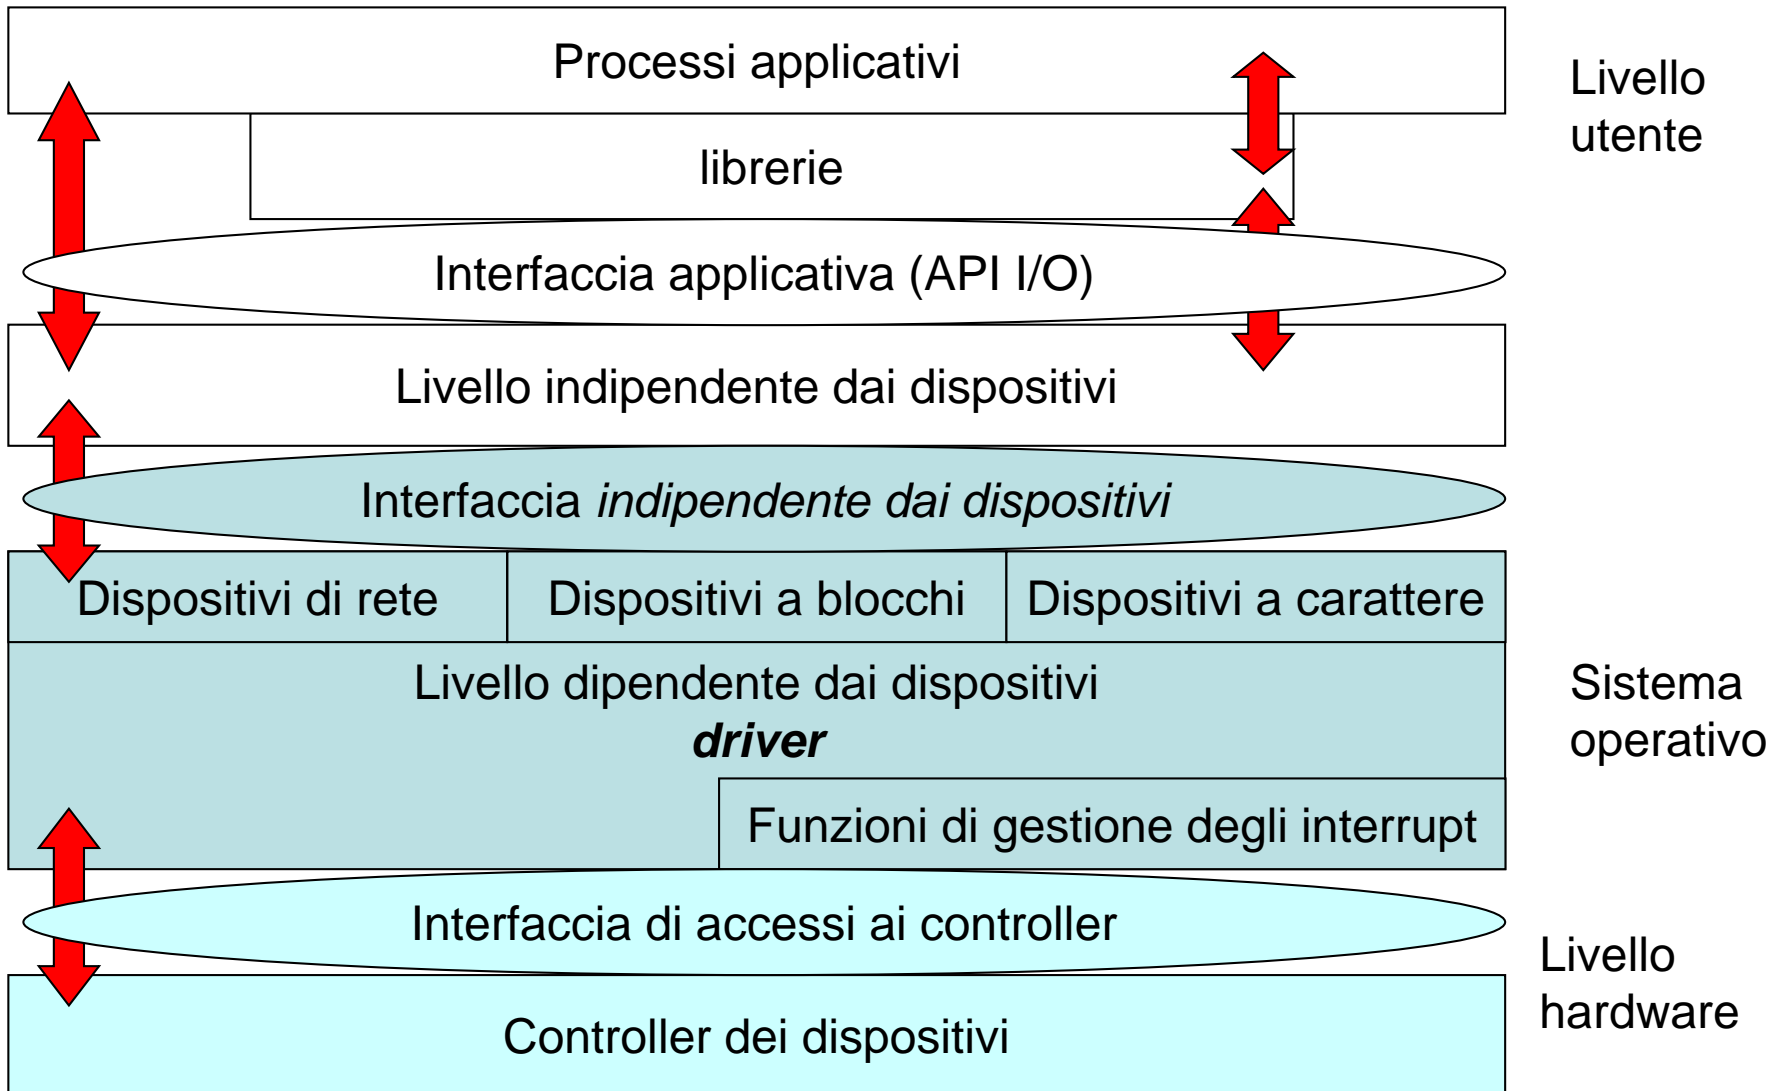 Processi applicativi
Livello
utente
librerie
Interfaccia applicativa (API I/O)
Livello indipendente dai dispositivi
Interfaccia indipendente dai dispositivi
Dispositivi di rete
Dispositivi a blocchi
Dispositivi a carattere
Livello dipendente dai dispositivi
driver
Sistema
operativo
Funzioni di gestione degli interrupt
Interfaccia di accessi ai controller
Livello
hardware
Controller dei dispositivi